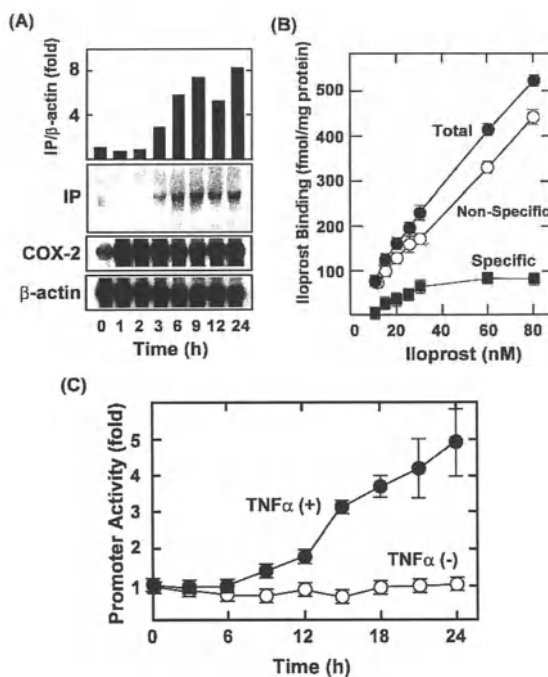 (A)
IP/β-actin (fold)
8
4
IP
COX-2
β-actin
0 1 2 3 6 9 12 24
Time (h)
(B)
Iloprost Binding (fmol/mg protein)
500
400
300
200
100
Total
Non-Specific
Specific
0 20 40 60 80
Iloprost (nM)
(C)
Promoter Activity (fold)
5
4
3
2
1
TNFα (+)
TNFα (-)
0 6 12 18 24
Time (h)